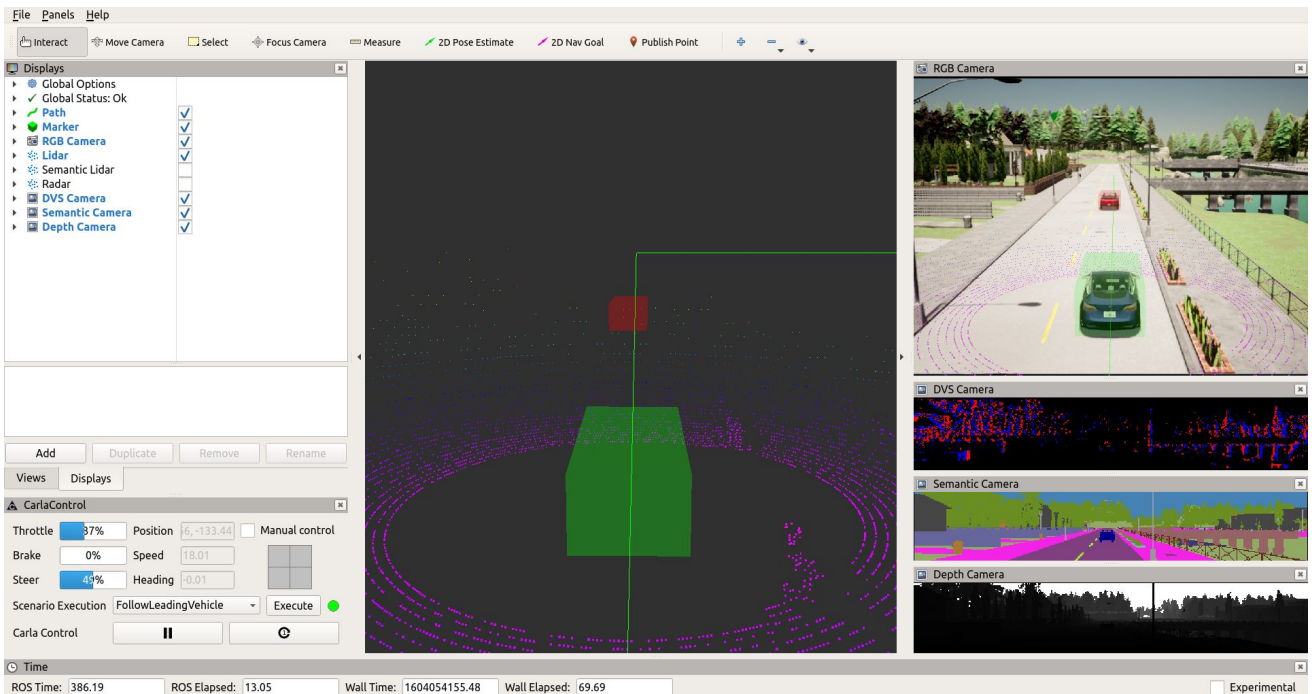 File Panels Help
Interact Move Camera Select Focus Camera Measure 2D Pose Estimate 2D Nav Goal Publish Point
Displays
Global Options
Global Status: Ok
Path
Marker
RGB Camera
Lidar
Semantic Lidar
Radar
DVS Camera
Semantic Camera
Depth Camera
Add Duplicate Remove Rename
Views Displays
CarlaControl
Throttle 37% Position 6, -133.44 Manual control
Brake 0% Speed 18.01
Steer Heading -0.01
Scenario Execution FollowLeadingVehicle Execute
Carla Control
RGB Camera
DVS Camera
Semantic Camera
Depth Camera
Time
ROS Time: 386.19 ROS Elapsed: 13.05 Wall Time: 1604054155.48 Wall Elapsed: 69.69 Experimental